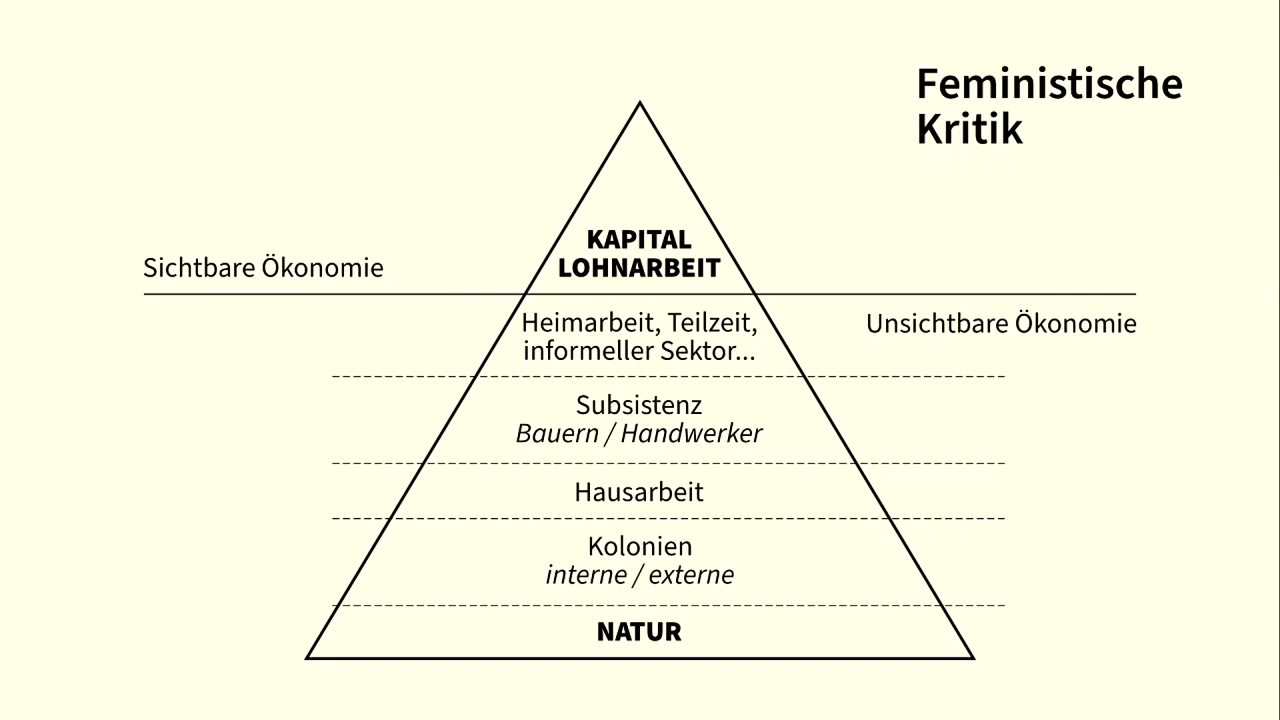 Feministische
Kritik
KAPITAL
LOHNARBEIT
Sichtbare Ökonomie
Heimarbeit, Teilzeit,
informeller Sektor...
Unsichtbare Ökonomie
Subsistenz
Bauern / Handwerker
Hausarbeit
Kolonien
interne / externe
NATUR